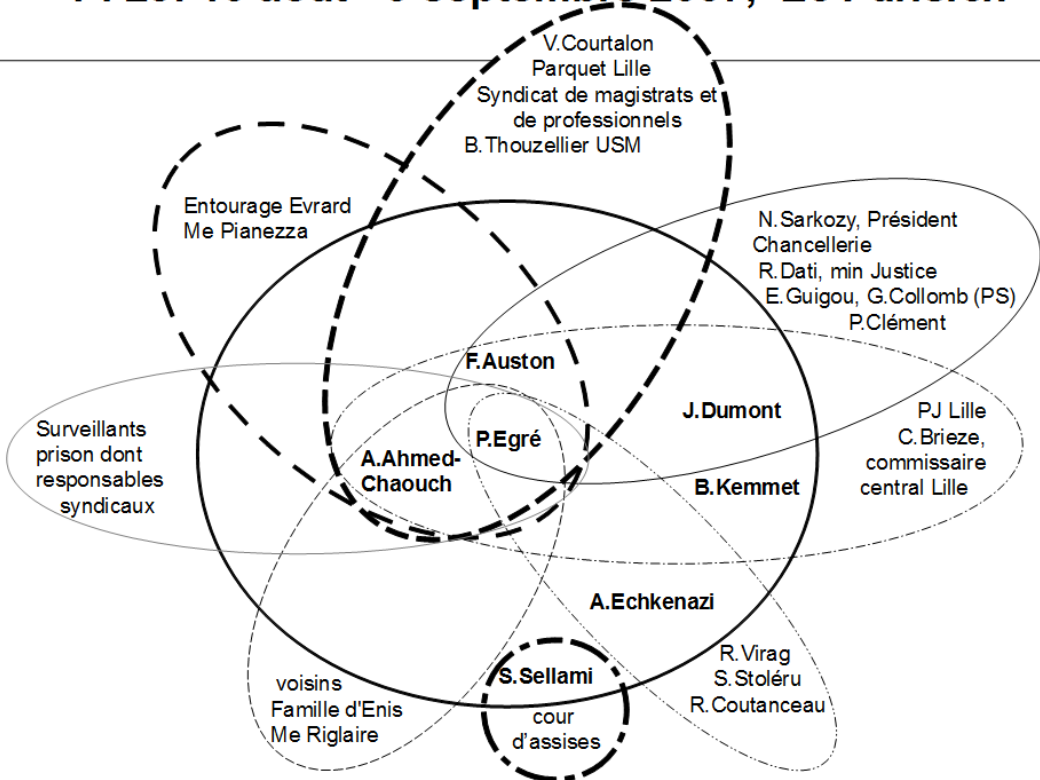 V.Courtalon
Parquet Lille
Syndicat de magistrats et
de professionnels
B.Thouzellier USM
Entourage Evrard
Me Pianezza
N.Sarkozy, Président
Chancellerie
R.Dati, min Justice
E.Guigou, G.Collomb (PS)
P.Clément
F.Auston
J.Dumont
P.Egré
A.Ahmed-
Chaouch
B.Kemmet
PJ Lille
C.Brieze,
commissaire
central Lille
Surveillants
prison dont
responsables
syndicaux
A.Echkenazi
R.Virag
S.Stoléru
R.Coutanceau
S.Sellami
cour
d'assises
voisins
Famille d'Enis
Me Riglaire